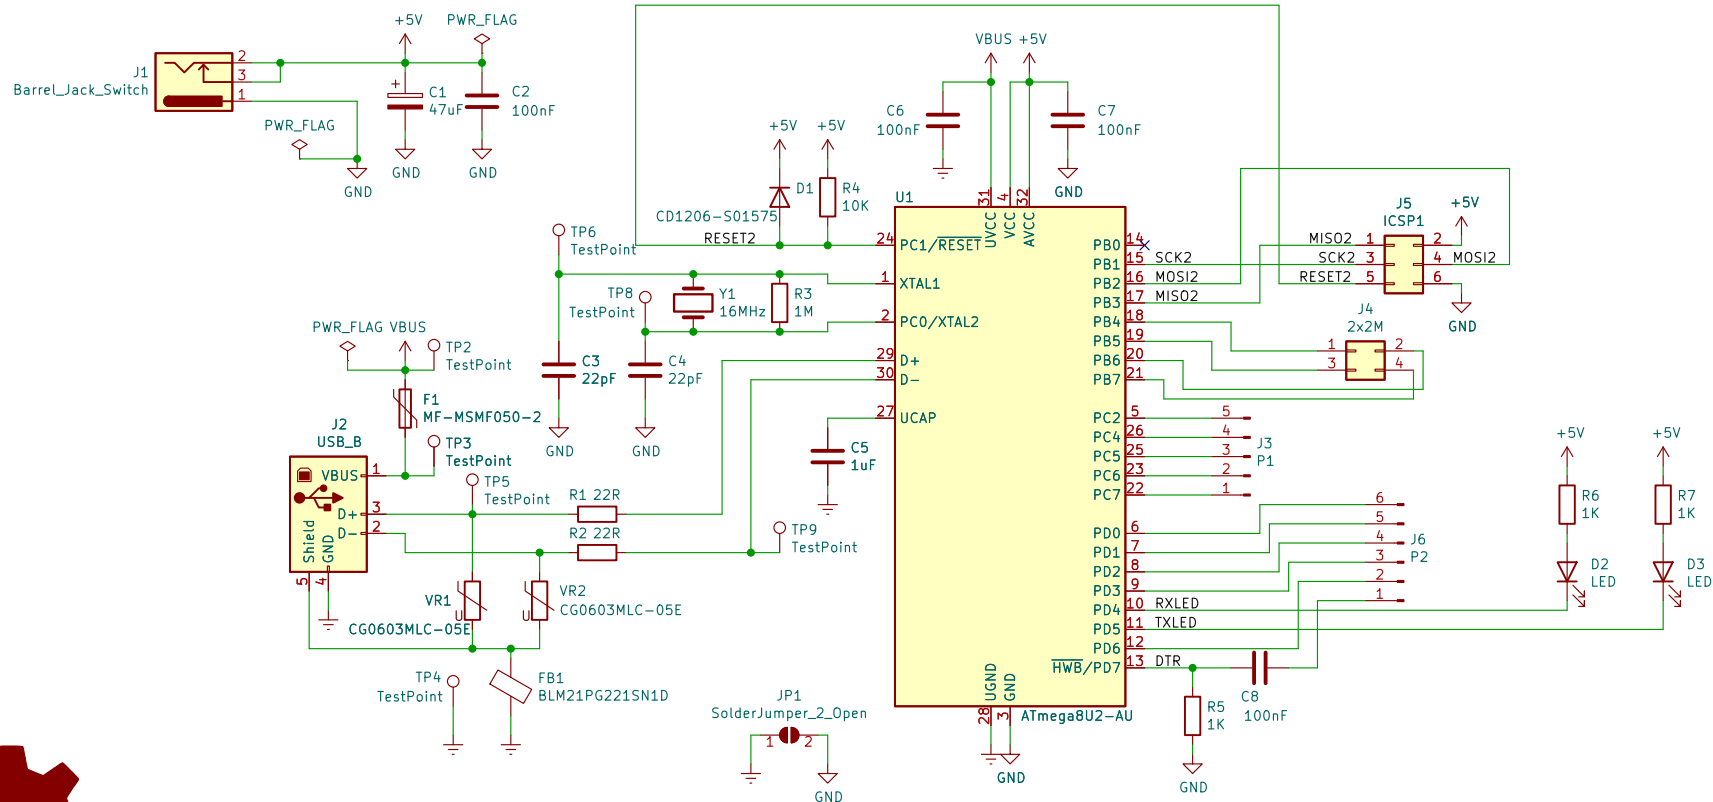 +5V
PWR_FLAG
J1
Barrel_Jack_Switch
2
3
1
+
C1
47uF
C2
100nF
PWR_FLAG
GND
GND
GND
VBUS +5V
C6
100nF
C7
100nF
GND
+5V
+5V
D1
CD1206-S01575
R4
10K
RESET2
TP6
TestPoint
TP8
TestPoint
Y1
16MHz
R3
1M
C3
22pF
C4
22pF
GND
GND
C5
1uF
U1
31
4
32
UVCC
VCC
AVCC
24
PC1/RESET
1
XTAL1
2
PC0/XTAL2
29
D+
30
D-
27
UCAP
PB0
14
PB1
15
SCK2
PB2
16
MOSI2
PB3
17
MISO2
PB4
18
PB5
19
PB6
20
PB7
21
PC2
5
5
PC4
26
4
PC5
25
3
PC6
23
2
PC7
22
1
J3
P1
PD0
6
PD1
7
PD2
8
PD3
9
PD4
10
RXLED
PD5
11
TXLED
PD6
12
HWB/PD7
13
DTR
UGND
GND
28
3
ATmega8U2-AU
GND
J5
ICSP1
+5V
MISO2
1
2
SCK2
3
4
MOSI2
RESET2
5
6
GND
J4
2x2M
1
2
3
4
6
5
4
3
2
1
J6
P2
+5V
+5V
R6
1K
R7
1K
D2
LED
D3
LED
C8
100nF
R5
1K
GND
PWR_FLAG VBUS
TP2
TestPoint
F1
MF-MSMF050-2
J2
USB_B
TP3
TestPoint
VBUS
1
D+
3
D-
2
Shield
GND
5
4
TP5
TestPoint
R1 22R
R2 22R
TP9
TestPoint
VR1
CG0603MLC-05E
U
VR2
CG0603MLC-05E
U
TP4
TestPoint
FB1
BLM21PG221SN1D
JP1
SolderJumper_2_Open
1
2
GND